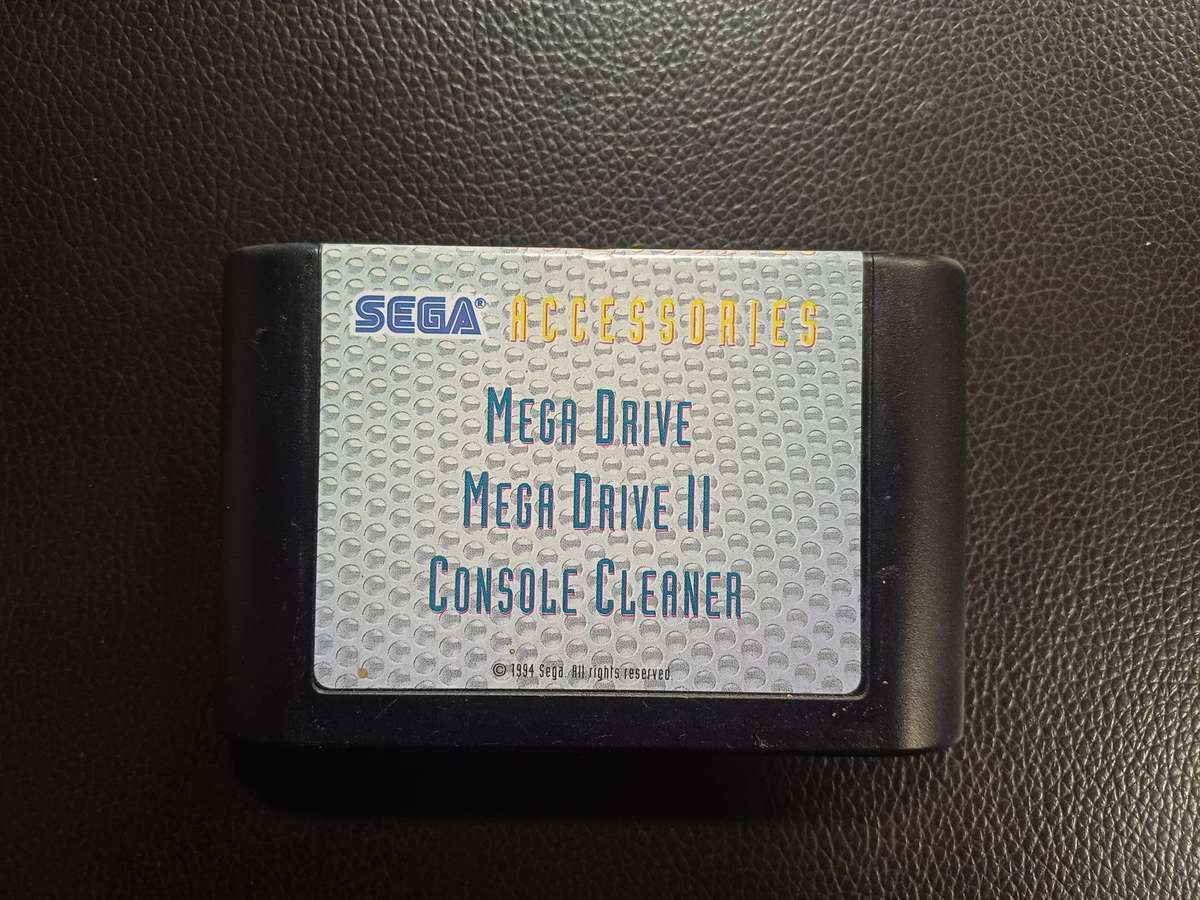 SEGA® ACCESSORIES
MEGA DRIVE
MEGA DRIVE II
CONSOLE CLEANER
© 1994 Sega. All rights reserved.